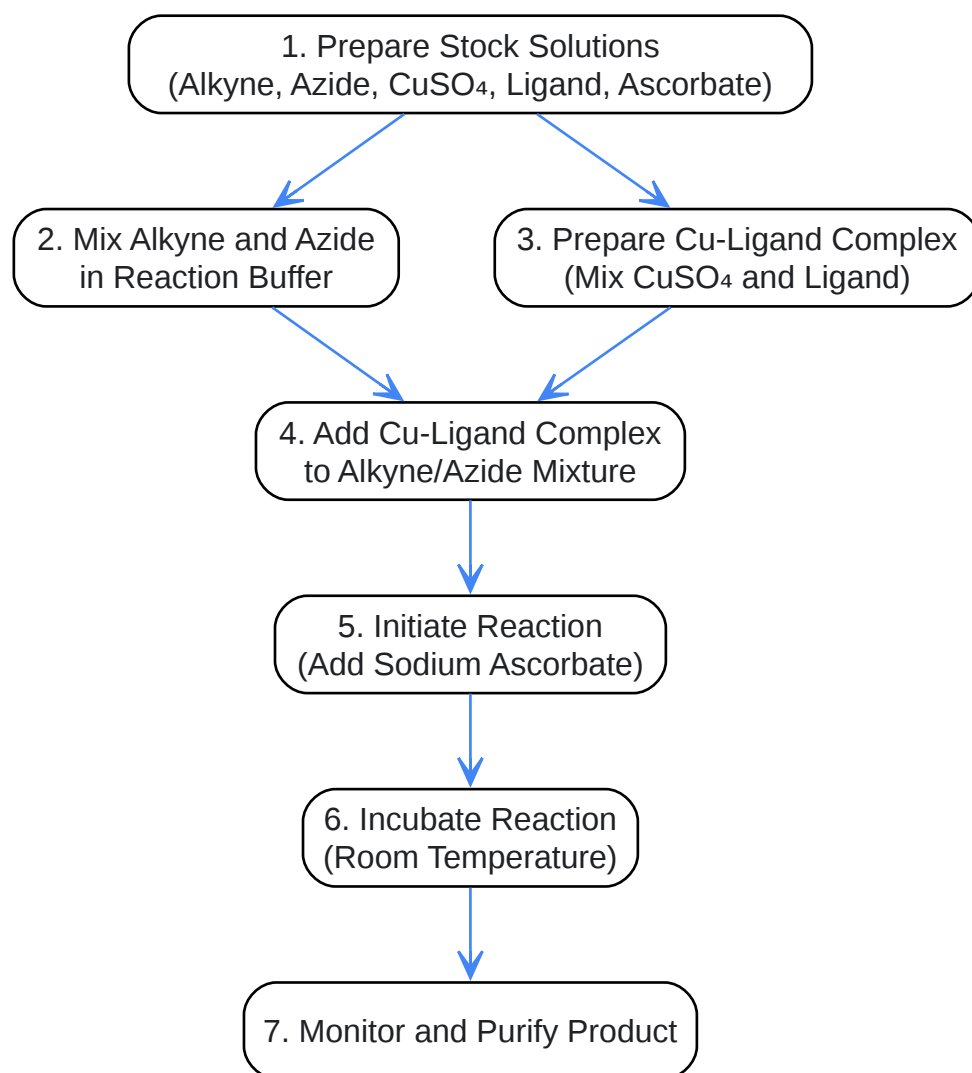 1. Prepare Stock Solutions
(Alkyne, Azide, CuSO₄, Ligand, Ascorbate)
2. Mix Alkyne and Azide
in Reaction Buffer
3. Prepare Cu-Ligand Complex
(Mix CuSO₄ and Ligand)
4. Add Cu-Ligand Complex
to Alkyne/Azide Mixture
5. Initiate Reaction
(Add Sodium Ascorbate)
6. Incubate Reaction
(Room Temperature)
7. Monitor and Purify Product